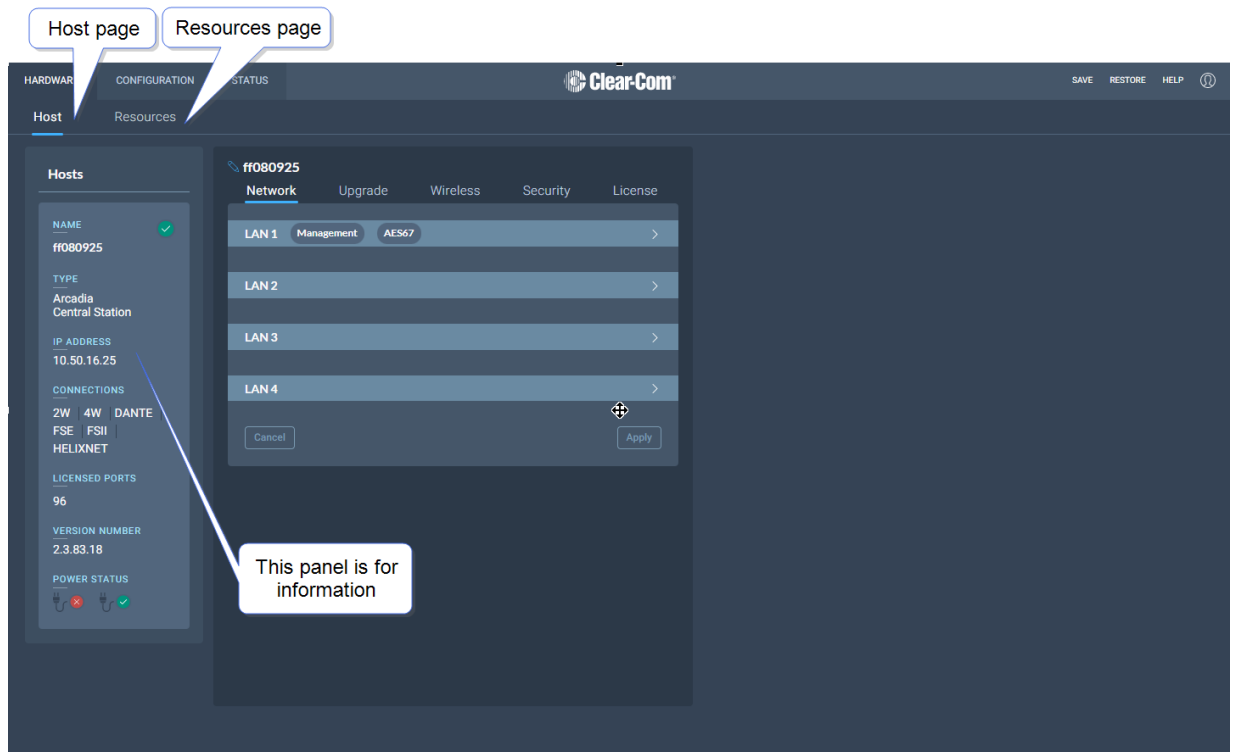 Host page
Resources page
HARDWAR
CONFIGURATION
STATUS
Clear-Com
SAVE
RESTORE
HELP
Host
Resources
Hosts
NAME
ff080925
TYPE
Arcadia
Central Station
IP ADDRESS
10.50.16.25
CONNECTIONS
2W | 4W | DANTE |
FSE | FSII |
HELIXNET
LICENSED PORTS
96
VERSION NUMBER
2.3.83.18
POWER STATUS
ff080925
Network
Upgrade
Wireless
Security
License
LAN 1
Management
AES67
LAN 2
LAN 3
LAN 4
Cancel
Apply
This panel is for
information